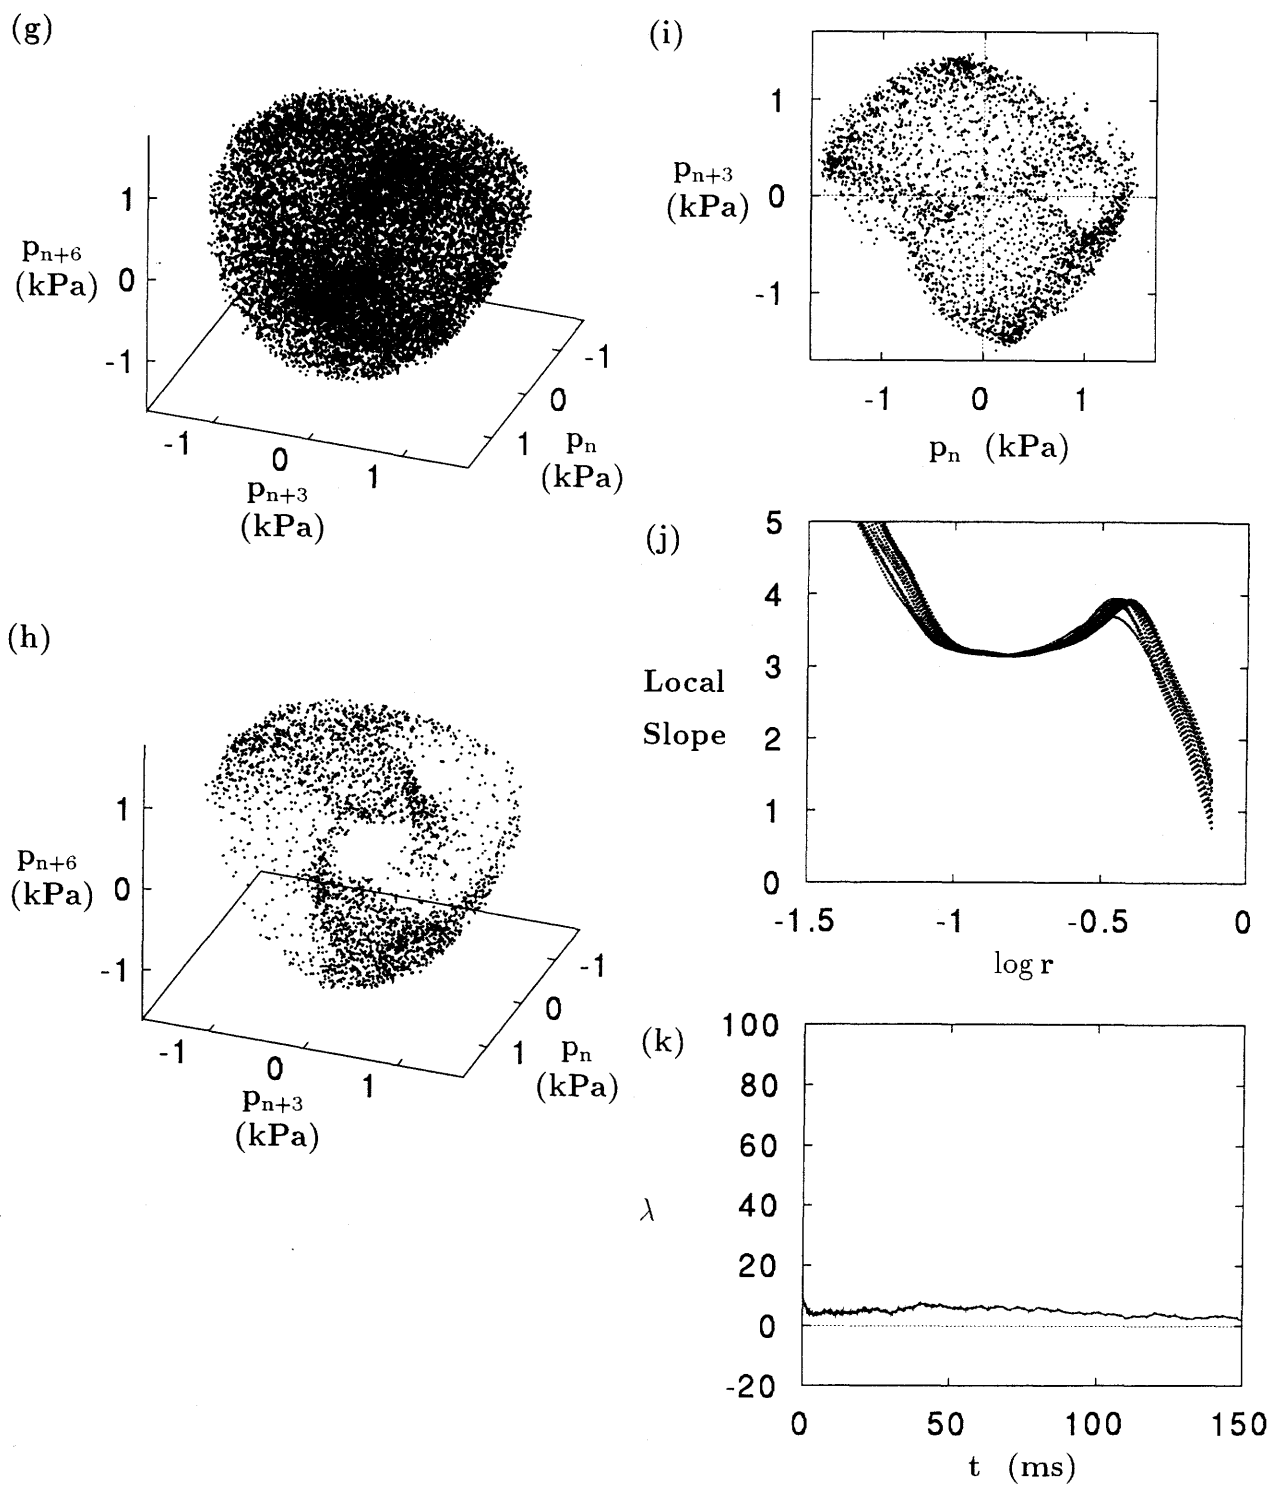 (g)
1
0
-1
p_{n+6}
(kPa)
-1
0
1
p_{n+3}
(kPa)
-1
0
1
p_n
(kPa)
(h)
1
0
-1
p_{n+6}
(kPa)
-1
0
1
p_{n+3}
(kPa)
-1
0
1
p_n
(kPa)
(i)
1
0
-1
p_{n+3}
(kPa)
-1 0 1
p_n (kPa)
(j)
5
4
3
2
1
0
Local
Slope
-1.5 -1 -0.5 0
log r
(k)
100
80
60
40
20
0
-20
λ
0 50 100 150
t (ms)